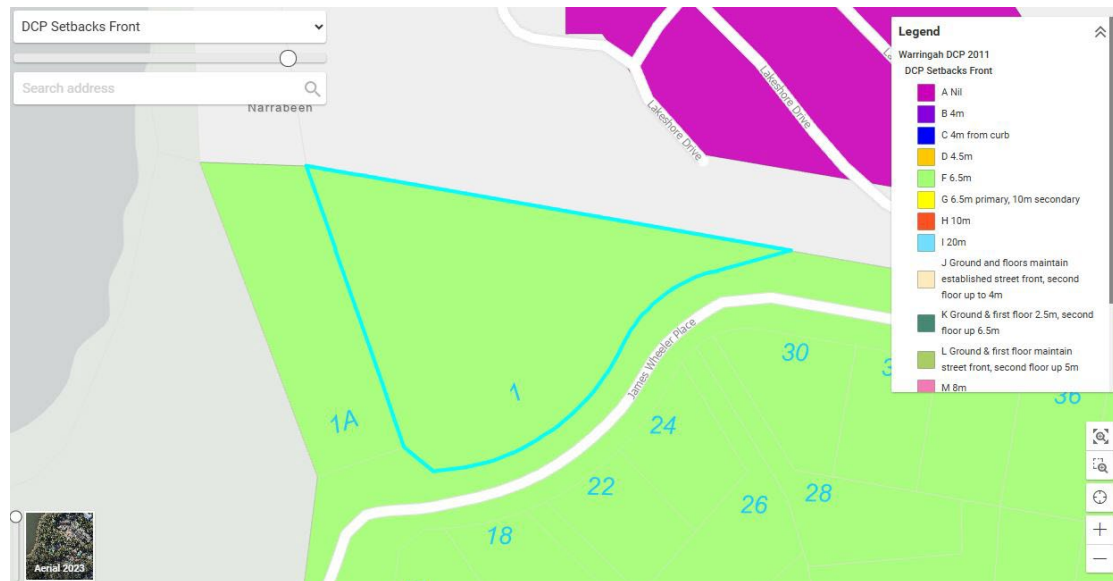 DCP Setbacks Front
Search address
Narrabeen
Lakeshore Drive
Lakeshore Drive
James Wheeler Place
1
1A
30
24
22
26
28
18
36
Aerial 2023
Legend
Warringah DCP 2011
DCP Setbacks Front
A Nil
B 4m
C 4m from curb
D 4.5m
F 6.5m
G 6.5m primary, 10m secondary
H 10m
I 20m
J Ground and floors maintain
established street front, second
floor up to 4m
K Ground & first floor 2.5m, second
floor up 6.5m
L Ground & first floor maintain
street front, second floor up 5m
M 8m